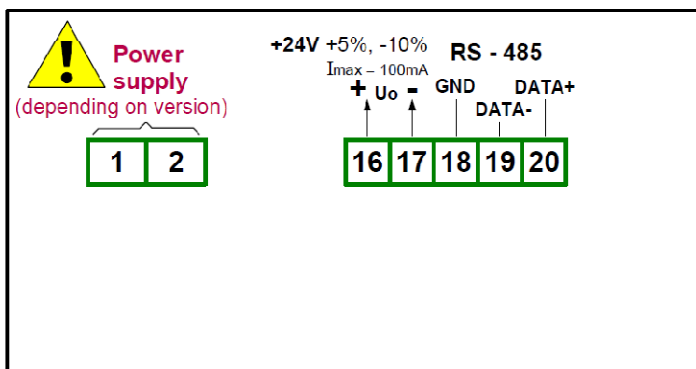 !
Power
supply
(depending on version)
1 2
+24V +5%, -10%
Imax – 100mA
+ Uo -
RS - 485
GND
DATA-
DATA+
16 17 18 19 20